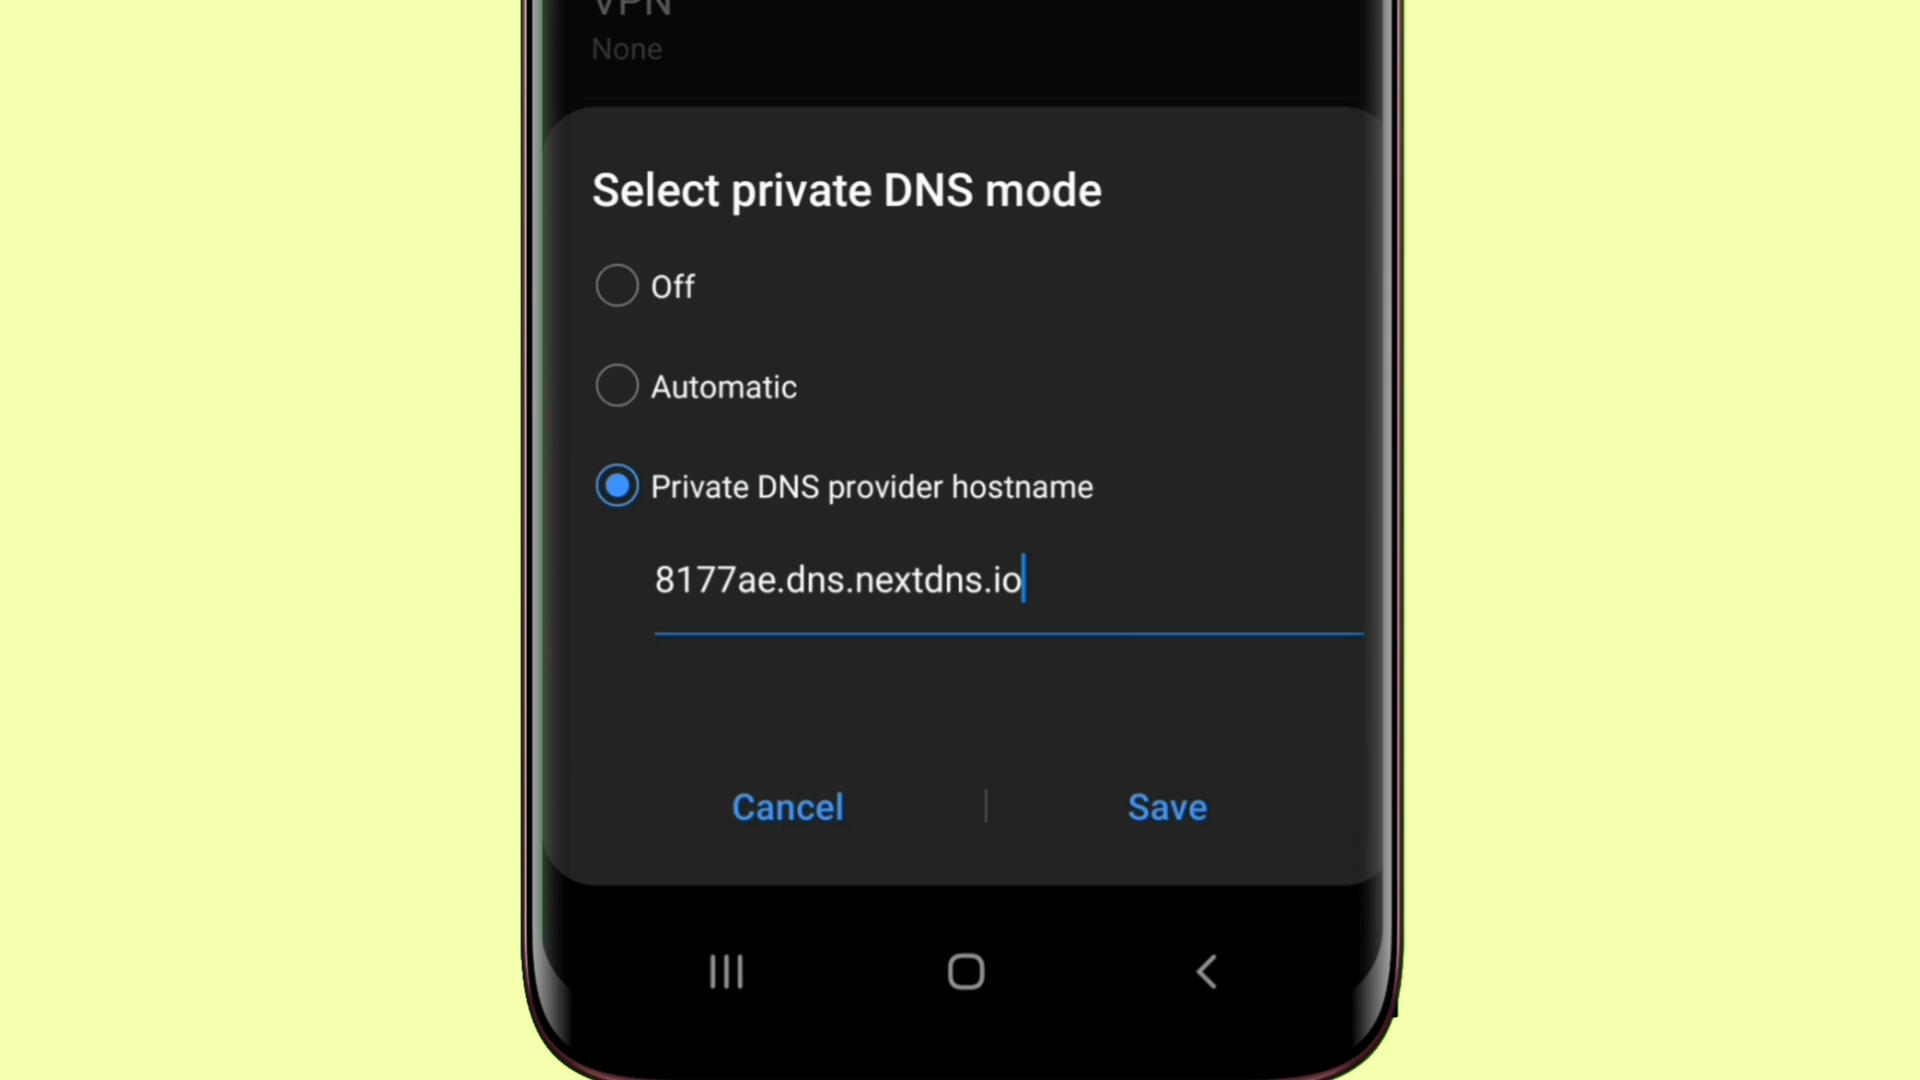 VPN
None
Select private DNS mode
Off
Automatic
Private DNS provider hostname
8177ae.dns.nextdns.io
Cancel
Save